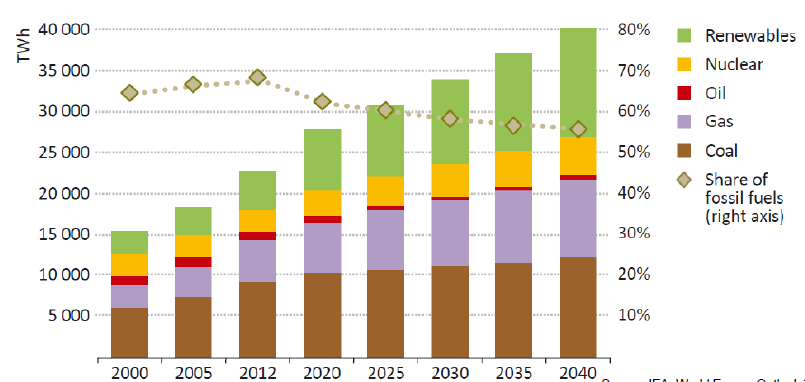 TWh
40 000
35 000
30 000
25 000
20 000
15 000
10 000
5 000
80%
70%
60%
50%
40%
30%
20%
10%
Renewables
Nuclear
Oil
Gas
Coal
Share of
fossil fuels
(right axis)
2000 2005 2012 2020 2025 2030 2035 2040